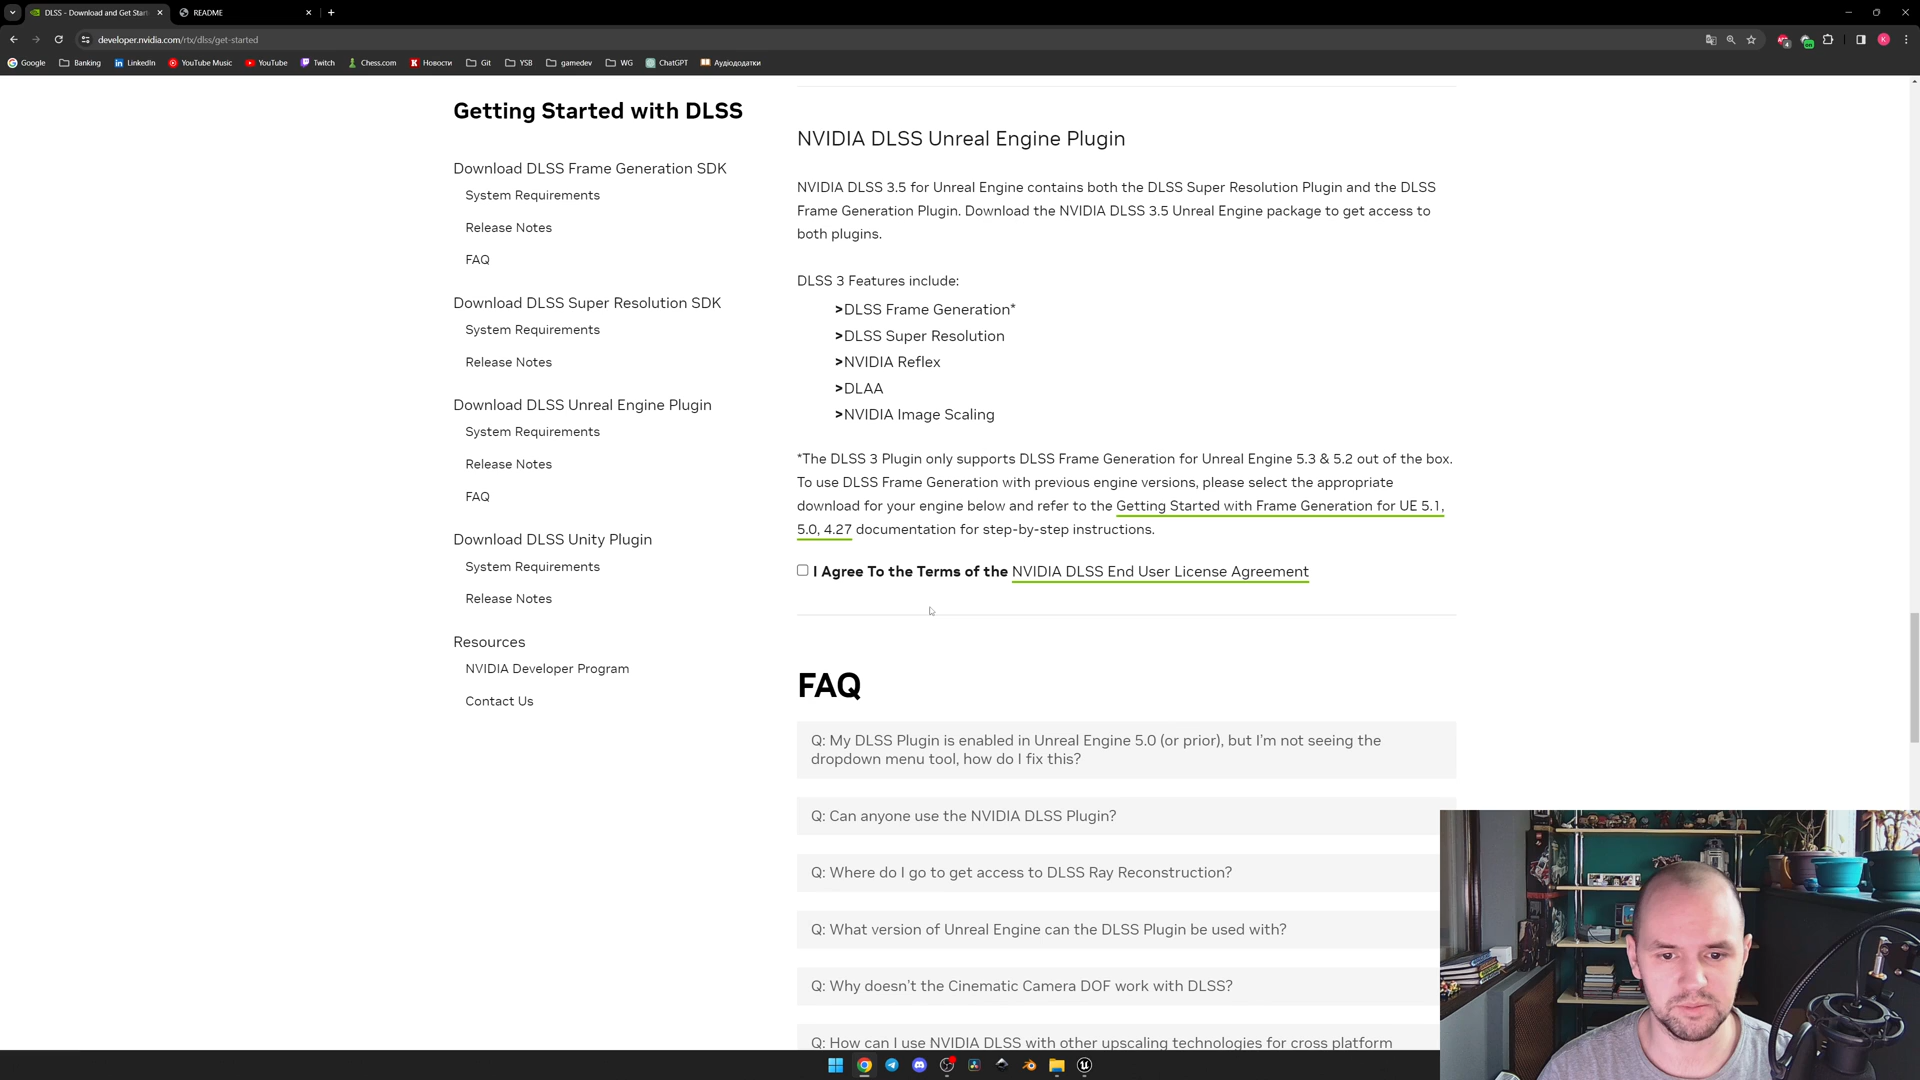 DLSS - Download and Get Star
README
developer.nvidia.com/rtx/dlss/get-started
Google
Banking
LinkedIn
YouTube Music
YouTube
Twitch
Chess.com
Новости
Git
YSB
gamedev
WG
ChatGPT
Аудіододатки
Getting Started with DLSS
Download DLSS Frame Generation SDK
System Requirements
Release Notes
FAQ
Download DLSS Super Resolution SDK
System Requirements
Release Notes
Download DLSS Unreal Engine Plugin
System Requirements
Release Notes
FAQ
Download DLSS Unity Plugin
System Requirements
Release Notes
Resources
NVIDIA Developer Program
Contact Us
NVIDIA DLSS Unreal Engine Plugin
NVIDIA DLSS 3.5 for Unreal Engine contains both the DLSS Super Resolution Plugin and the DLSS
Frame Generation Plugin. Download the NVIDIA DLSS 3.5 Unreal Engine package to get access to
both plugins.
DLSS 3 Features include:
>DLSS Frame Generation*
>DLSS Super Resolution
>NVIDIA Reflex
>DLAA
>NVIDIA Image Scaling
*The DLSS 3 Plugin only supports DLSS Frame Generation for Unreal Engine 5.3 & 5.2 out of the box.
To use DLSS Frame Generation with previous engine versions, please select the appropriate
download for your engine below and refer to the Getting Started with Frame Generation for UE 5.1,
5.0, 4.27 documentation for step-by-step instructions.
I Agree To the Terms of the NVIDIA DLSS End User License Agreement
FAQ
Q: My DLSS Plugin is enabled in Unreal Engine 5.0 (or prior), but I'm not seeing the
dropdown menu tool, how do I fix this?
Q: Can anyone use the NVIDIA DLSS Plugin?
Q: Where do I go to get access to DLSS Ray Reconstruction?
Q: What version of Unreal Engine can the DLSS Plugin be used with?
Q: Why doesn't the Cinematic Camera DOF work with DLSS?
Q: How can I use NVIDIA DLSS with other upscaling technologies for cross platform